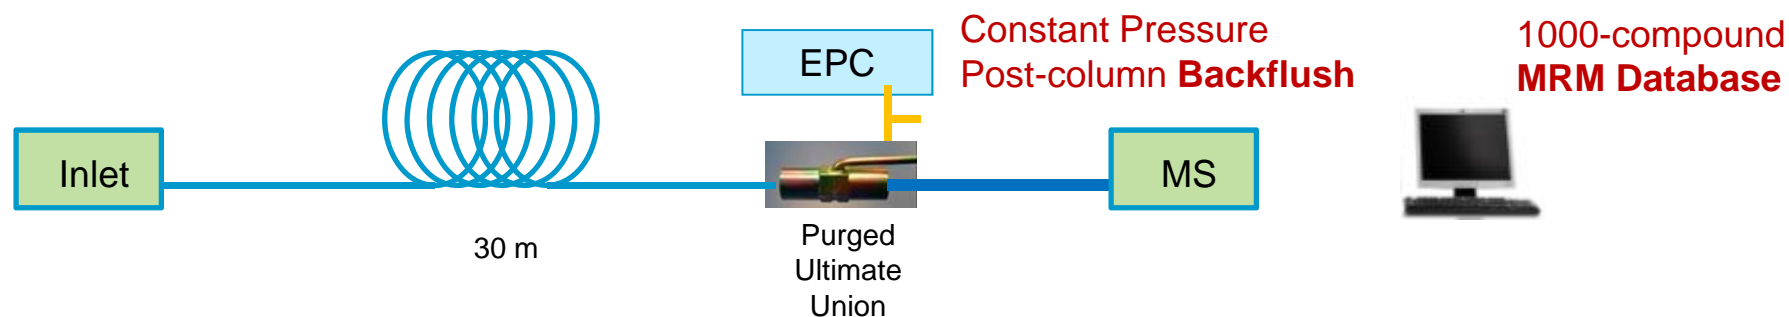 Inlet
30 m
EPC
Purged
Ultimate
Union
Constant Pressure
Post-column Backflush
MS
1000-compound
MRM Database